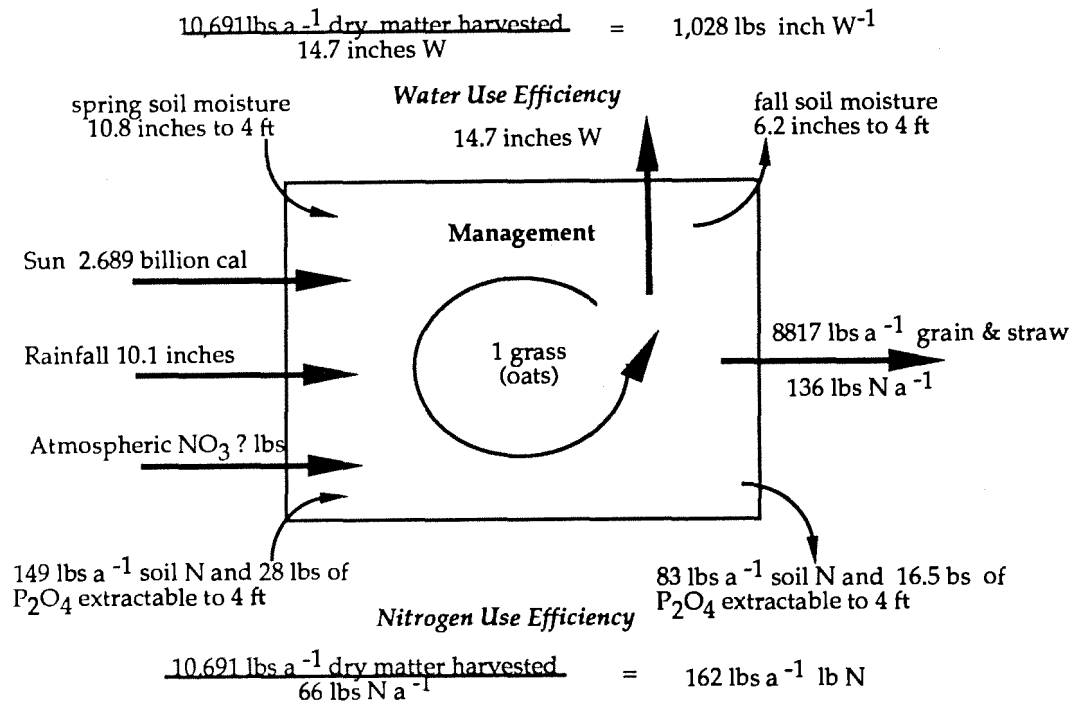 10,691lbs a -1 dry matter harvested = 1,028 lbs inch W-1
14.7 inches W
Water Use Efficiency
spring soil moisture
10.8 inches to 4 ft
14.7 inches W
fall soil moisture
6.2 inches to 4 ft
Management
Sun 2.689 billion cal
Rainfall 10.1 inches
1 grass
(oats)
8817 lbs a -1 grain & straw
136 lbs N a -1
Atmospheric NO3 ? lbs
149 lbs a -1 soil N and 28 lbs of
P2O4 extractable to 4 ft
83 lbs a -1 soil N and 16.5 bs of
P2O4 extractable to 4 ft
Nitrogen Use Efficiency
10,691 lbs a -1 dry matter harvested = 162 lbs a -1 lb N
66 lbs N a -1